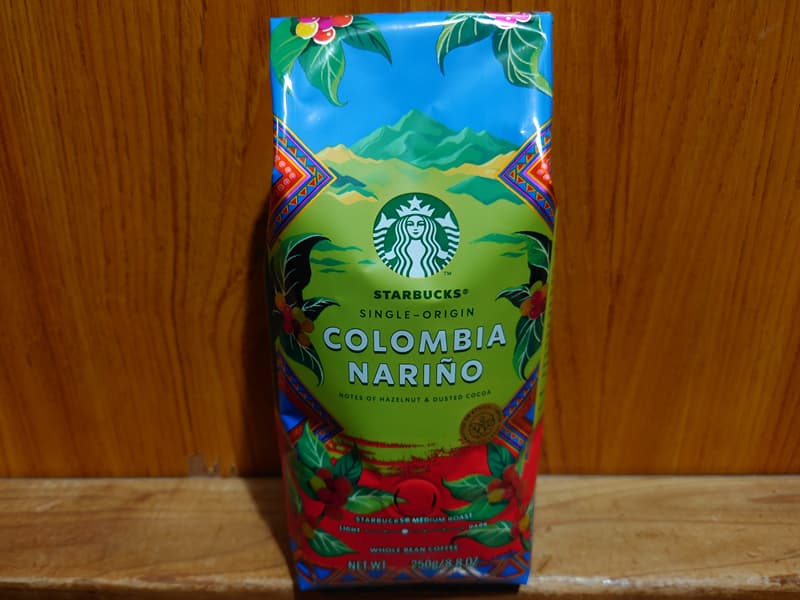 STARBUCKS®
SINGLE-ORIGIN
COLOMBIA
NARIÑO
NOTES OF HAZELNUT & DUSTED COCOA
STARBUCKS® MEDIUM ROAST
LIGHT DARK
WHOLE BEAN COFFEE
NET WT 250g/8.8 OZ